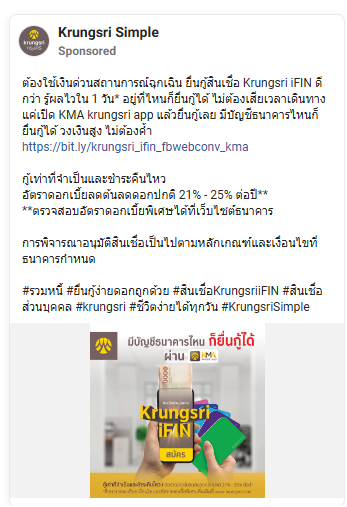 krungsri
กรุงศรี
Krungsri Simple
Sponsored
ต้องใช้เงินด่วนสถานการณ์ฉุกเฉิน ยื่นกู้สินเชื่อ Krungsri iFIN ดี
กว่า รู้ผลไวใน 1 วัน* อยู่ที่ไหนก็ยื่นกู้ได้ ไม่ต้องเสียเวลาเดินทาง
แค่เปิด KMA krungsri app แล้วยื่นกู้เลย มีบัญชีธนาคารไหนก็
ยื่นกู้ได้ วงเงินสูง ไม่ต้องค้ำ
https://bit.ly/krungsri_ifin_fbwebconv_kma
กู้เท่าที่จำเป็นและชำระคืนไหว
อัตราดอกเบี้ยลดต้นลดดอกปกติ 21% - 25% ต่อปี**
**ตรวจสอบอัตราดอกเบี้ยพิเศษได้ที่เว็บไซต์ธนาคาร
การพิจารณาอนุมัติสินเชื่อเป็นไปตามหลักเกณฑ์และเงื่อนไขที่
ธนาคารกำหนด
#รวมหนี้ #ยื่นกู้ง่ายดอกถูกด้วย #สินเชื่อKrungsriiFIN #สินเชื่อ
ส่วนบุคคล #krungsri #ชีวิตง่ายได้ทุกวัน #KrungsriSimple
มีบัญชีธนาคารไหน ก็ยื่นกู้ได้
ผ่าน KMA
Krungsri
iFIN
สมัคร